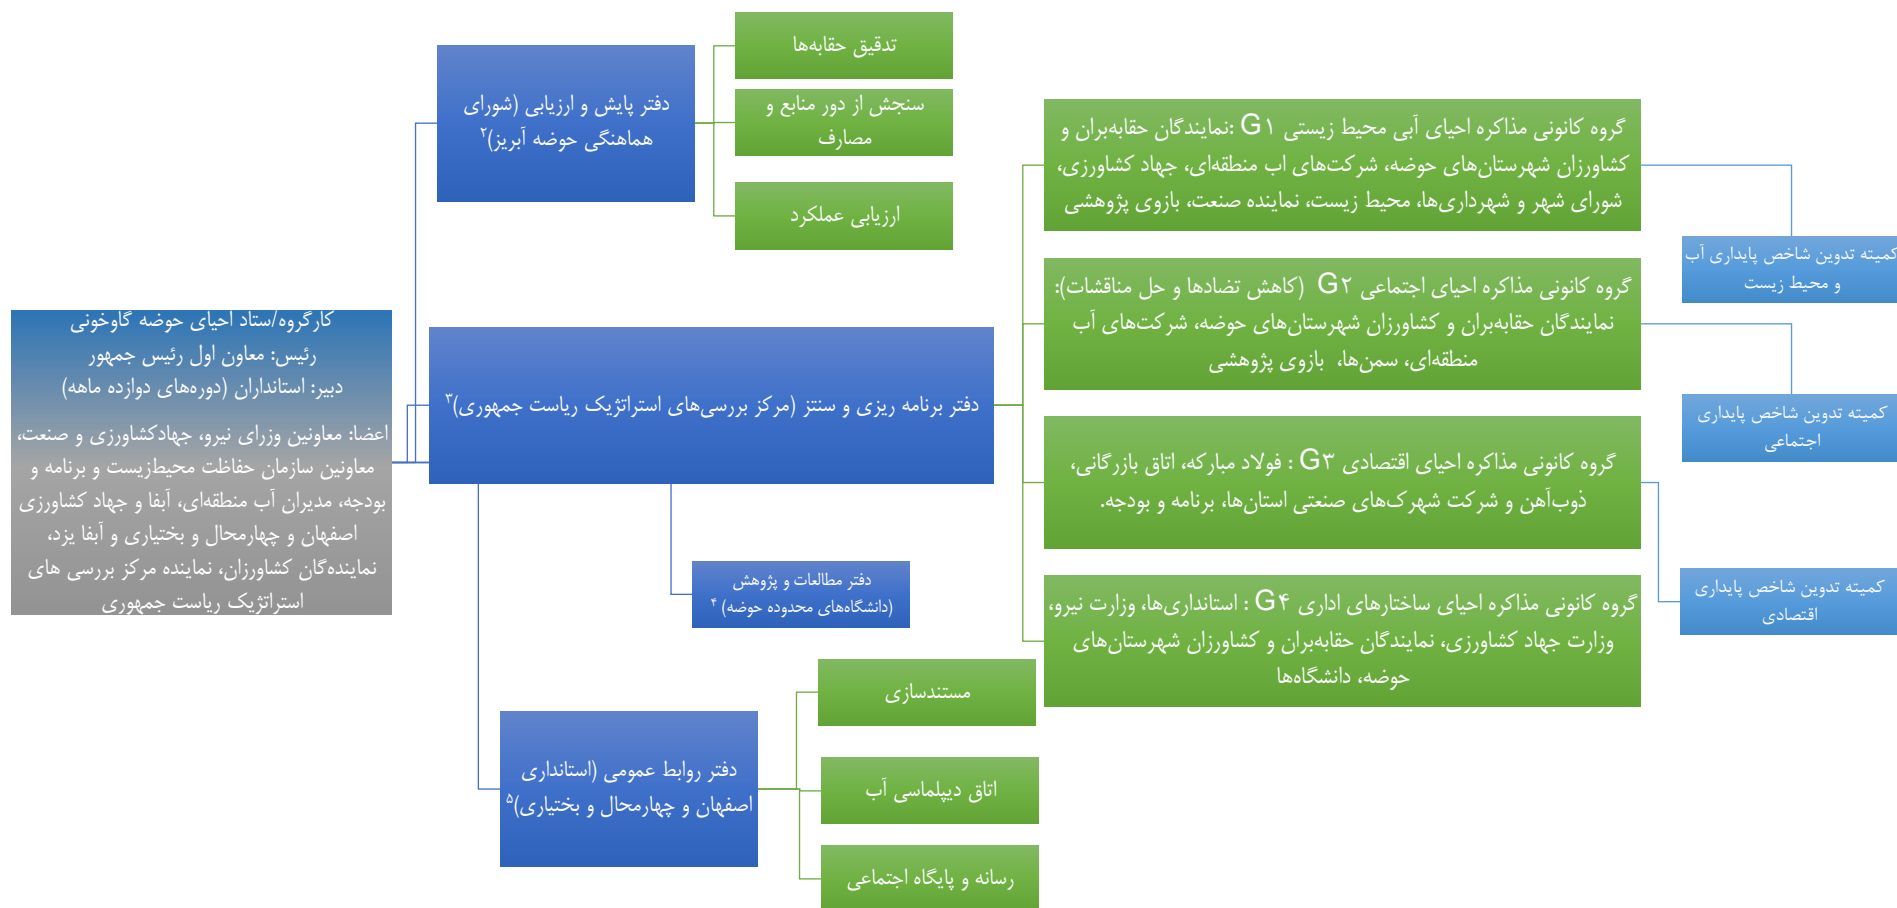 کارگروه/ستاد احیای حوضه گاوخونی
رئیس: معاون اول رئیس جمهور
دبیر: استانداران (دوره‌های دوازده ماهه)
اعضا: معاونین وزرای نیرو، جهادکشاورزی و صنعت،
معاونین سازمان حفاظت محیط‌زیست و برنامه و
بودجه، مدیران آب منطقه‌ای، آبفا و جهاد کشاورزی
اصفهان و چهارمحال و بختیاری و آبفا یزد،
نماینده‌گان کشاورزان، نماینده مرکز بررسی های
استراتژیک ریاست جمهوری
دفتر پایش و ارزیابی (شورای
هماهنگی حوضه آبریز)۲
تدقیق حقابه‌ها
سنجش از دور منابع و
مصارف
ارزیابی عملکرد
دفتر برنامه ریزی و سنتز (مرکز بررسی‌های استراتژیک ریاست جمهوری)۳
گروه کانونی مذاکره احیای آبی محیط زیستی G۱ :نمایندگان حقابه‌بران و
کشاورزان شهرستان‌های حوضه، شرکت‌های اب منطقه‌ای، جهاد کشاورزی،
شورای شهر و شهرداری‌ها، محیط زیست، نماینده صنعت، بازوی پژوهشی
کمیته تدوین شاخص پایداری آب
و محیط زیست
گروه کانونی مذاکره احیای اجتماعی G۲ (کاهش تضادها و حل مناقشات):
نمایندگان حقابه‌بران و کشاورزان شهرستان‌های حوضه، شرکت‌های آب
منطقه‌ای، سمن‌ها، بازوی پژوهشی
کمیته تدوین شاخص پایداری
اجتماعی
گروه کانونی مذاکره احیای اقتصادی G۳ : فولاد مبارکه، اتاق بازرگانی،
ذوب‌آهن و شرکت شهرک‌های صنعتی استان‌ها، برنامه و بودجه.
کمیته تدوین شاخص پایداری
اقتصادی
گروه کانونی مذاکره احیای ساختارهای اداری G۴ : استانداری‌ها، وزارت نیرو،
وزارت جهاد کشاورزی، نمایندگان حقابه‌بران و کشاورزان شهرستان‌های
حوضه، دانشگاه‌ها
دفتر مطالعات و پژوهش
(دانشگاه‌های محدوده حوضه) ۴
دفتر روابط عمومی (استانداری
اصفهان و چهارمحال و بختیاری)۵
مستندسازی
اتاق دیپلماسی آب
رسانه و پایگاه اجتماعی